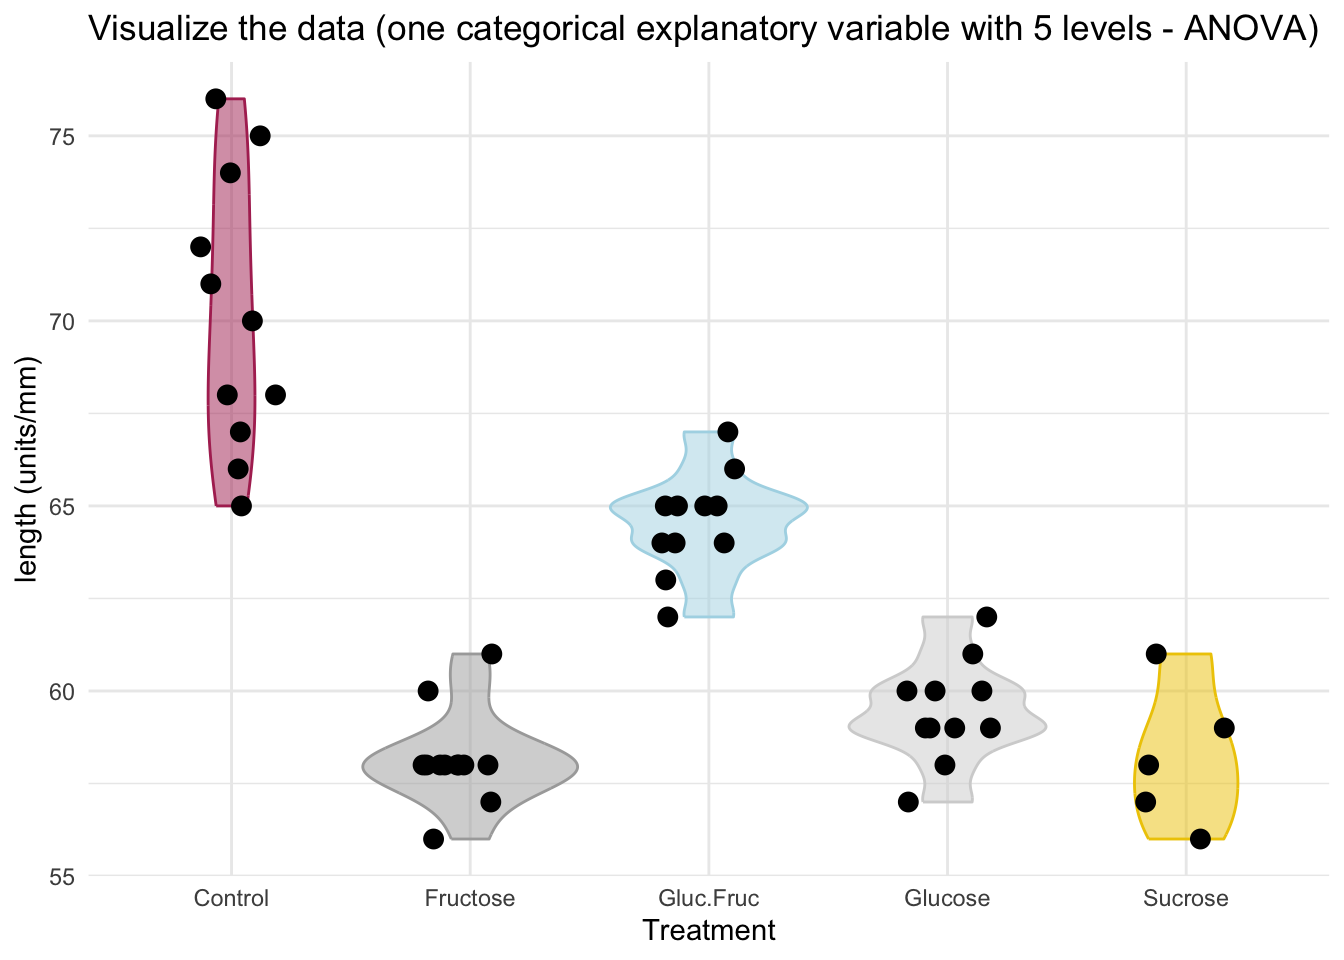 Visualize the data (one categorical explanatory variable with 5 levels - ANOVA)
75
70
65
60
55
length (units/mm)
Control Fructose Gluc.Fruc Glucose Sucrose
Treatment